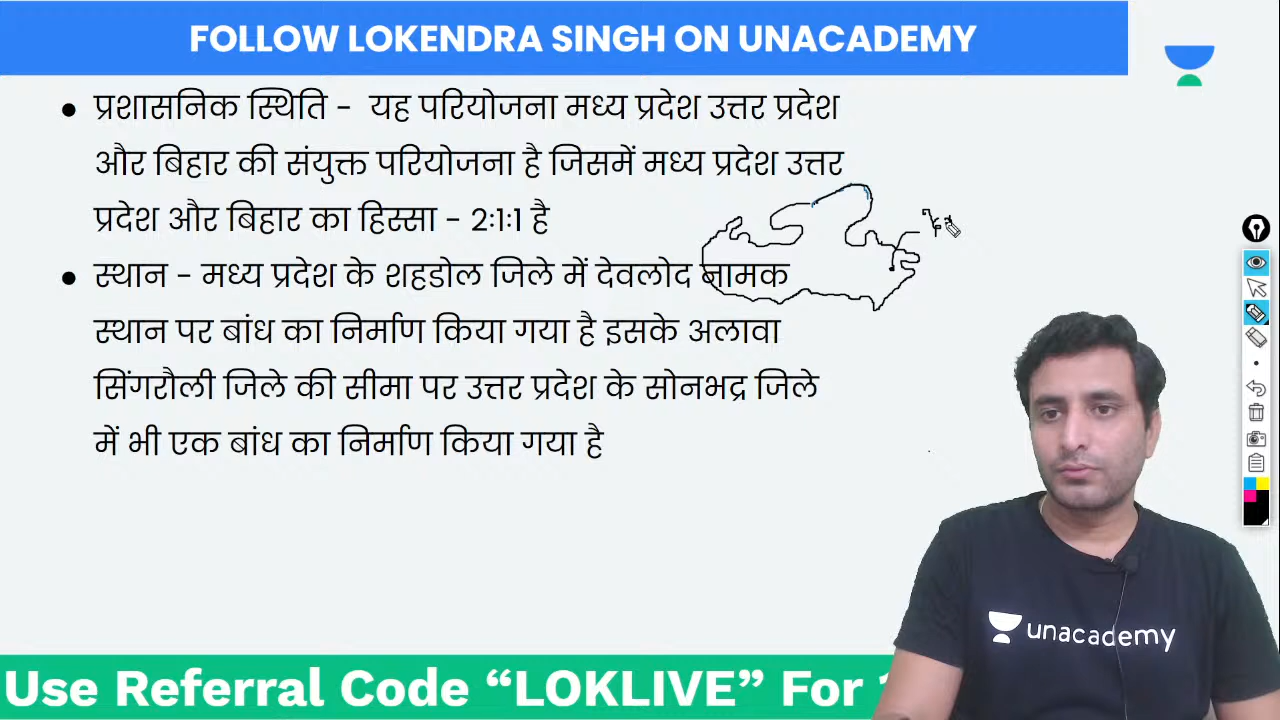 FOLLOW LOKENDRA SINGH ON UNACADEMY
• प्रशासनिक स्थिति - यह परियोजना मध्य प्रदेश उत्तर प्रदेश
और बिहार की संयुक्त परियोजना है जिसमें मध्य प्रदेश उत्तर
प्रदेश और बिहार का हिस्सा - 2:1:1 है
• स्थान - मध्य प्रदेश के शहडोल जिले में देवलोद नामक
स्थान पर बांध का निर्माण किया गया है इसके अलावा
सिंगरौली जिले की सीमा पर उत्तर प्रदेश के सोनभद्र जिले
में भी एक बांध का निर्माण किया गया है
unacademy
Use Referral Code “LOKLIVE” For